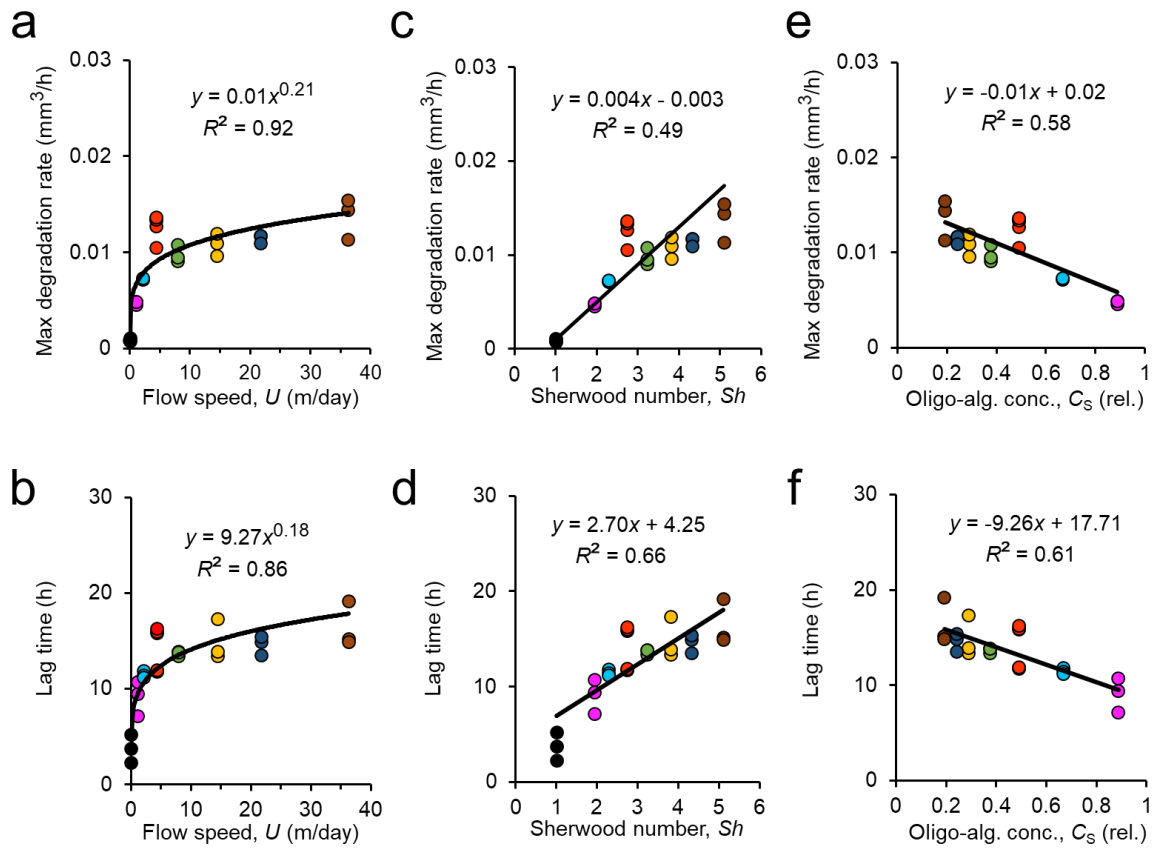 a
Max degradation rate (mm³/h)
0.03
0.02
0.01
0
y = 0.01x^0.21
R² = 0.92
0 10 20 30 40
Flow speed, U (m/day)
c
Max degradation rate (mm³/h)
0.03
0.02
0.01
0
y = 0.004x - 0.003
R² = 0.49
0 1 2 3 4 5 6
Sherwood number, Sh
e
Max degradation rate (mm³/h)
0.03
0.02
0.01
0
y = -0.01x + 0.02
R² = 0.58
0 0.2 0.4 0.6 0.8 1
Oligo-alg. conc., C_S (rel.)
b
Lag time (h)
30
20
10
0
y = 9.27x^0.18
R² = 0.86
0 10 20 30 40
Flow speed, U (m/day)
d
Lag time (h)
30
20
10
0
y = 2.70x + 4.25
R² = 0.66
0 1 2 3 4 5 6
Sherwood number, Sh
f
Lag time (h)
30
20
10
0
y = -9.26x + 17.71
R² = 0.61
0 0.2 0.4 0.6 0.8 1
Oligo-alg. conc., C_S (rel.)